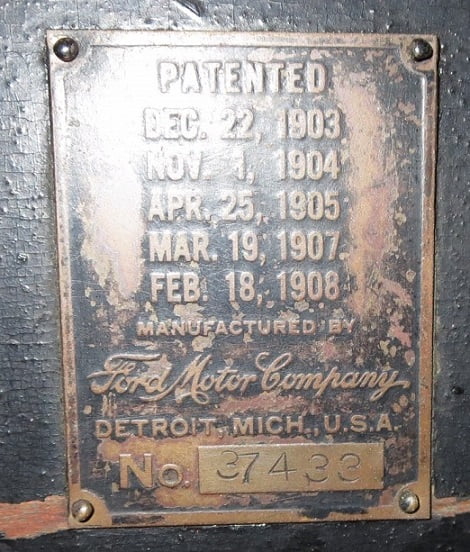 PATENTED
DEC. 22, 1903
NOV. 1, 1904
APR. 25, 1905
MAR. 19, 1907.
FEB. 18, 1908
MANUFACTURED BY
Ford Motor Company
DETROIT, MICH., U.S.A.
No. 37433